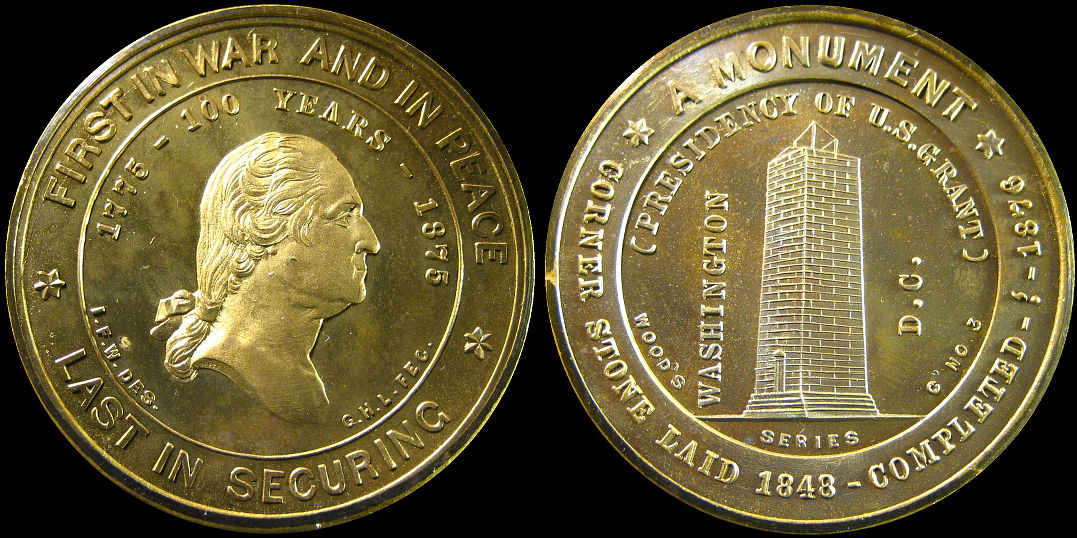 FIRST IN WAR AND IN PEACE
LAST IN SECURING
1775 - 100 YEARS - 1875
I.F.W. DES.
G.H.L. FEC.
A MONUMENT
CORNER STONE LAID 1848 - COMPLETED - ? - 1876
(PRESIDENCY OF U.S. GRANT)
WASHINGTON
D.C.
WOOD'S
SERIES
C NO. 3